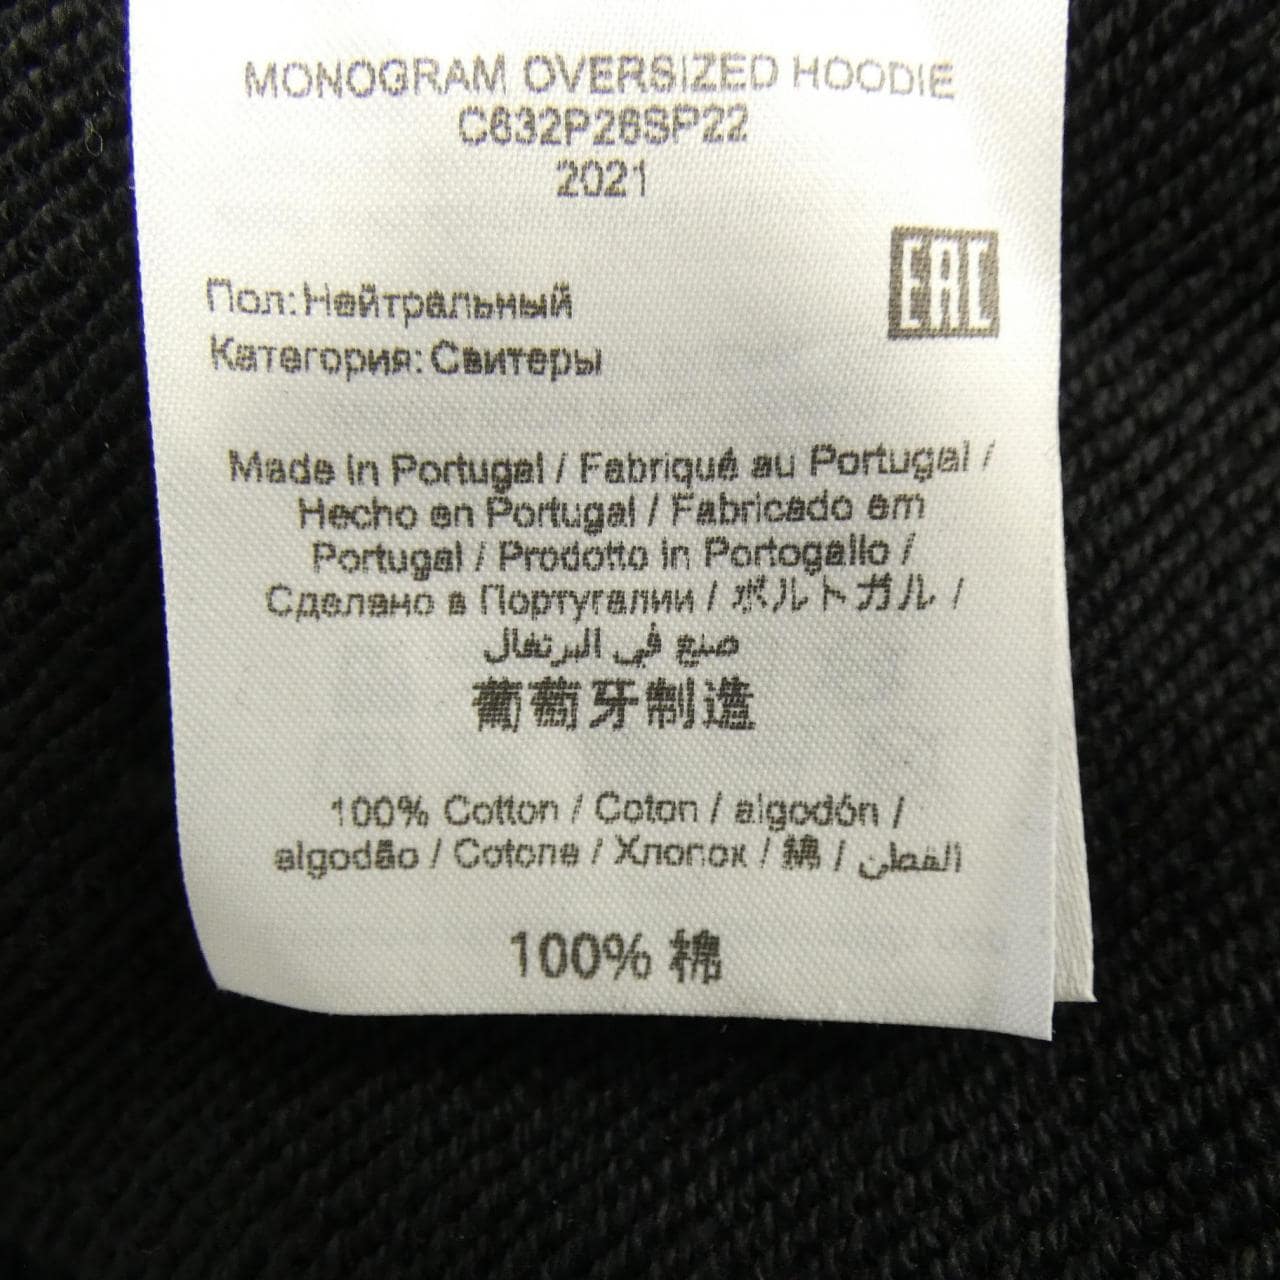 MONOGRAM OVERSIZED HOODIE
C632P26SP22
2021
EAC
Пол: Нейтральный
Категория: Свитеры
Made in Portugal / Fabriqué au Portugal /
Hecho en Portugal / Fabricado em
Portugal / Prodotto in Portogallo /
Сделано в Португалии / ポルトガル /
صنع في البرتغال
葡萄牙制造
100% Cotton / Coton / algodón /
algodão / Cotone / Хлопок / 綿 / القطن
100% 棉